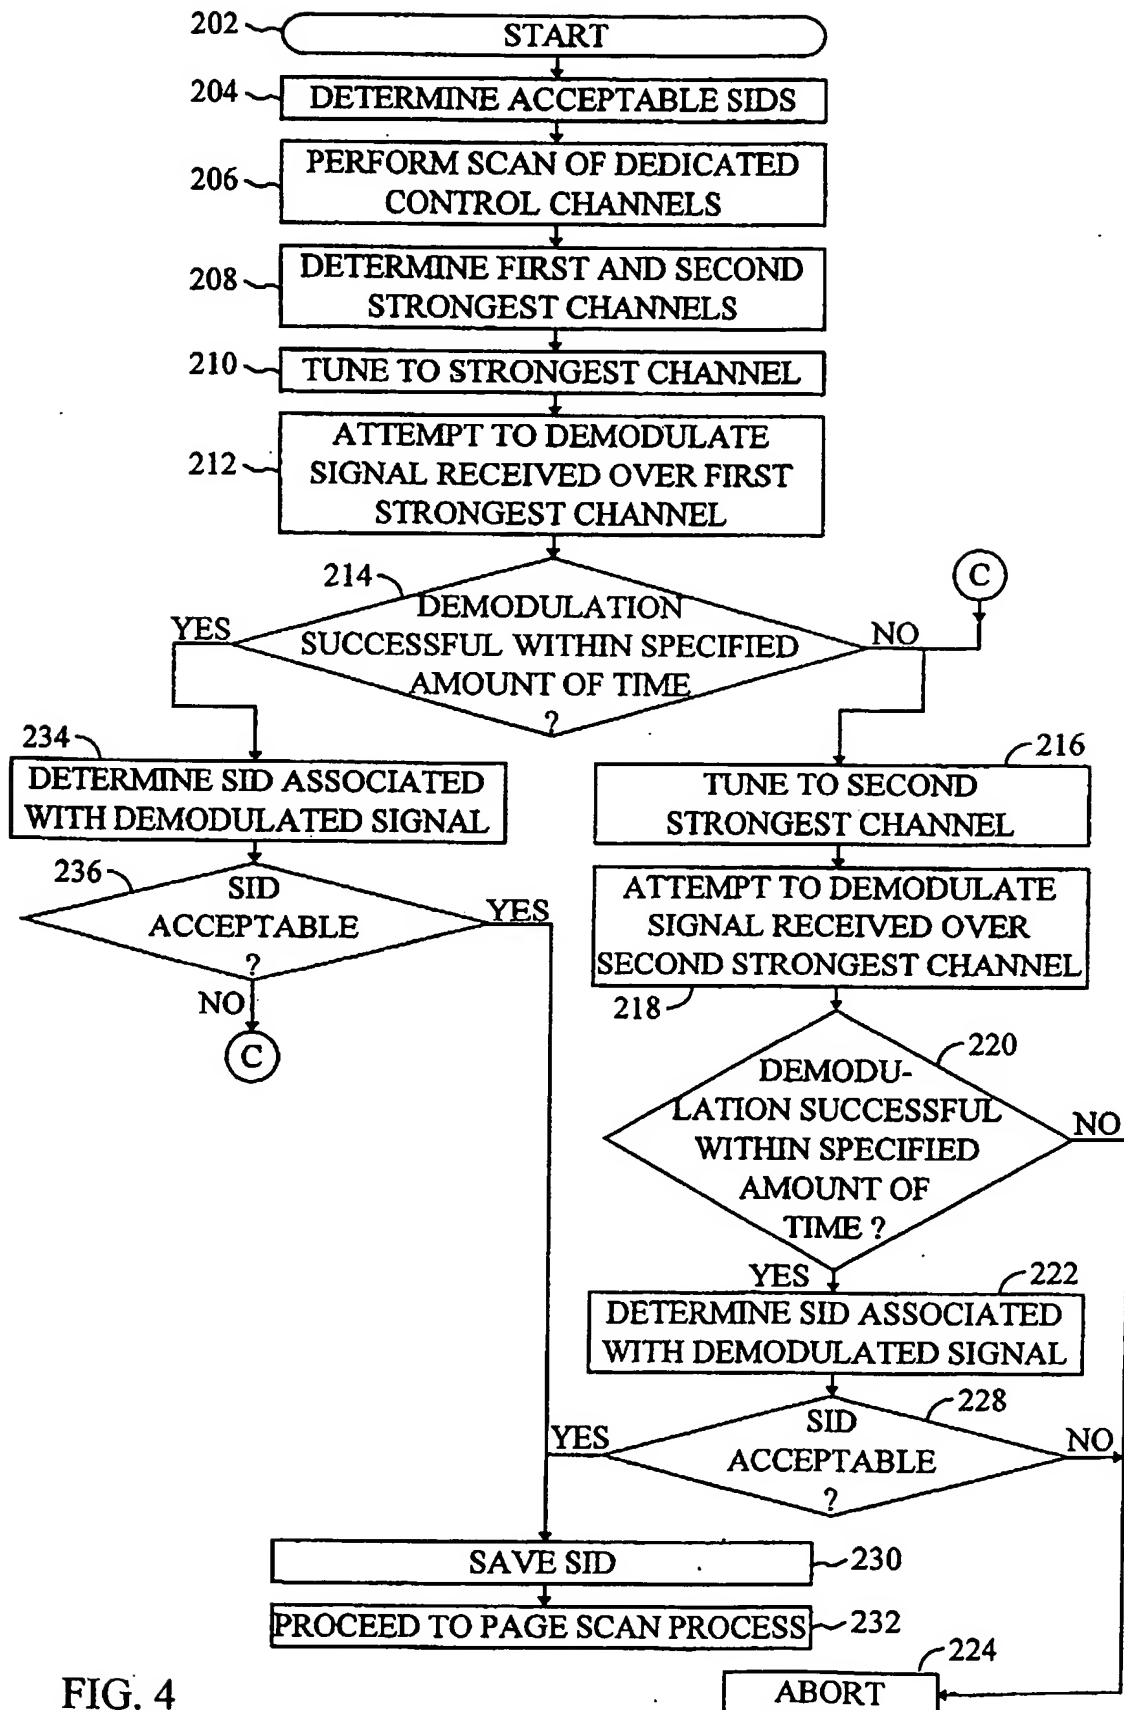 202
START
204
DETERMINE ACCEPTABLE SIDS
206
PERFORM SCAN OF DEDICATED
CONTROL CHANNELS
208
DETERMINE FIRST AND SECOND
STRONGEST CHANNELS
210
TUNE TO STRONGEST CHANNEL
212
ATTEMPT TO DEMODULATE
SIGNAL RECEIVED OVER FIRST
STRONGEST CHANNEL
214
DEMODULATION
SUCCESSFUL WITHIN SPECIFIED
AMOUNT OF TIME
?
YES
NO
C
234
DETERMINE SID ASSOCIATED
WITH DEMODULATED SIGNAL
236
SID
ACCEPTABLE
?
YES
NO
C
216
TUNE TO SECOND
STRONGEST CHANNEL
ATTEMPT TO DEMODULATE
SIGNAL RECEIVED OVER
SECOND STRONGEST CHANNEL
218
220
DEMODU-
LATION SUCCESSFUL
WITHIN SPECIFIED
AMOUNT OF
TIME ?
NO
YES
222
DETERMINE SID ASSOCIATED
WITH DEMODULATED SIGNAL
228
SID
ACCEPTABLE
?
YES
NO
SAVE SID
230
PROCEED TO PAGE SCAN PROCESS
232
224
ABORT
FIG. 4